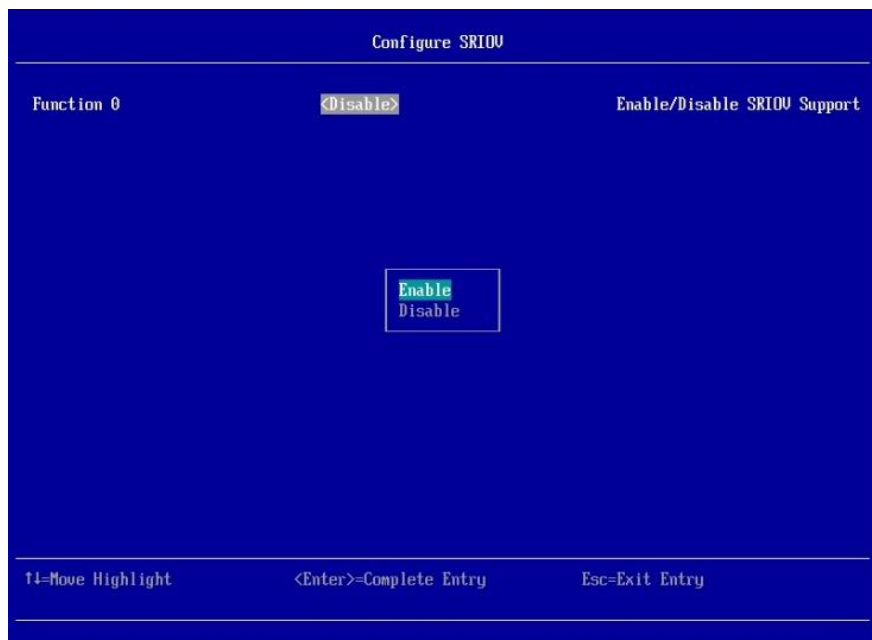 Configure SRIOV
Function 0 <Disable> Enable/Disable SRIOV Support
Enable
Disable
↑↓=Move Highlight <Enter>=Complete Entry Esc=Exit Entry